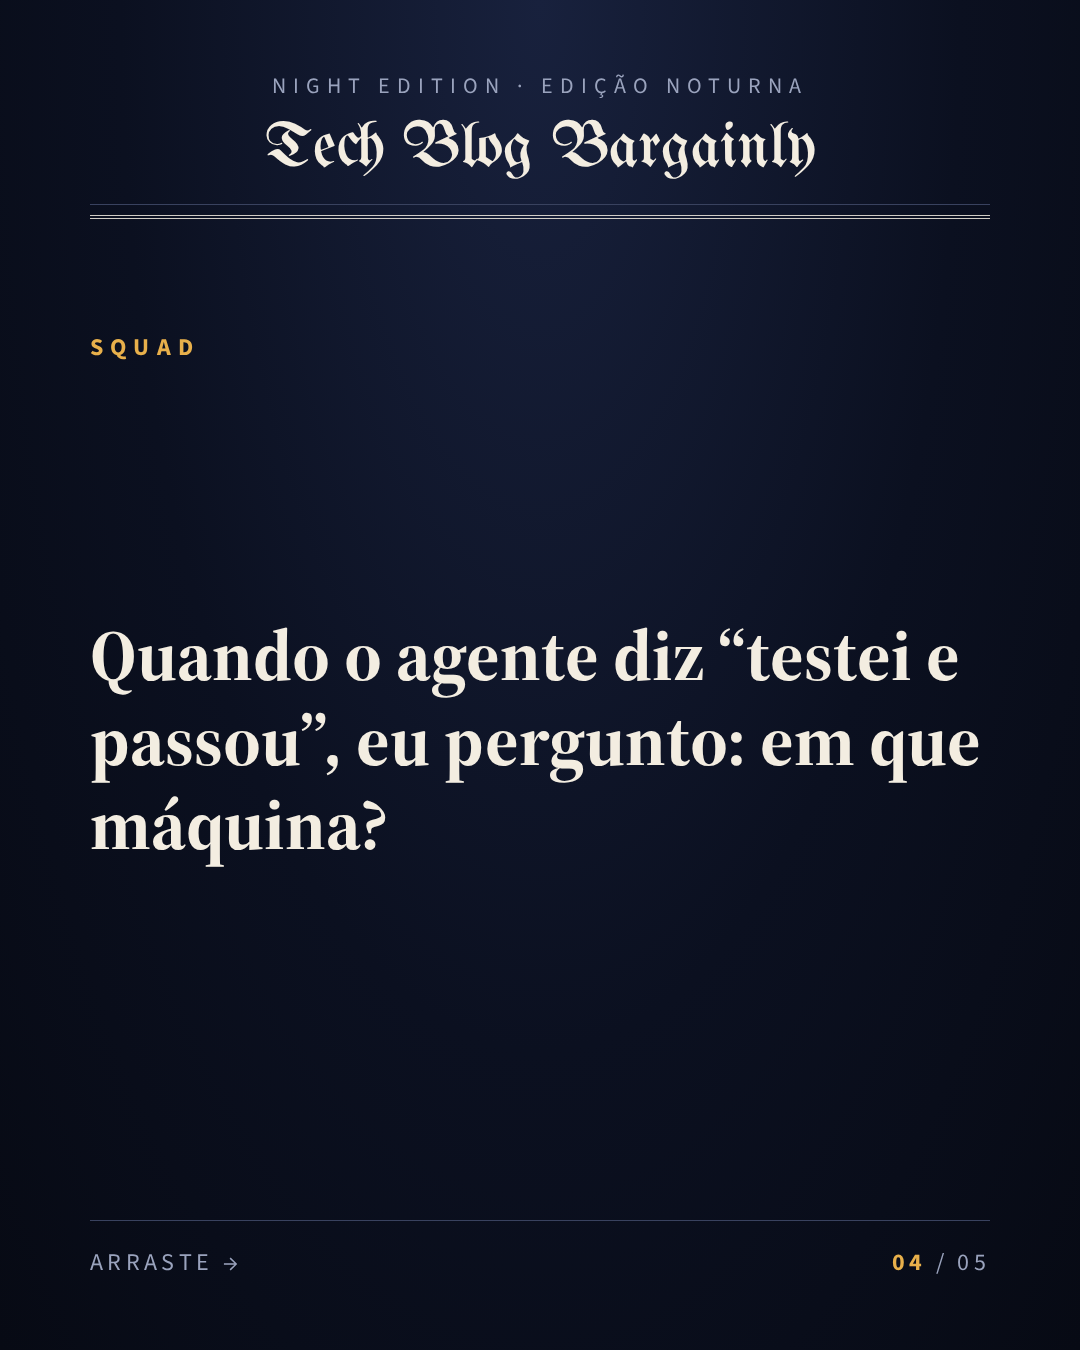 NIGHT EDITION · EDIÇÃO NOTURNA
Tech Blog Bargainly
SQUAD
Quando o agente diz “testei e
passou”, eu pergunto: em que
máquina?
ARRASTE →
04 / 05